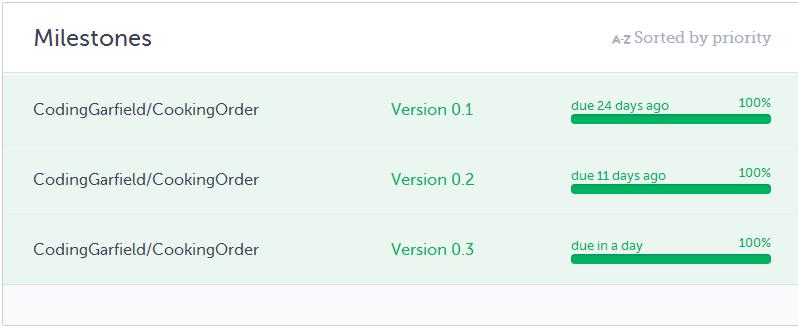 Milestones
A-Z Sorted by priority
CodingGarfield/CookingOrder Version 0.1 due 24 days ago 100%
CodingGarfield/CookingOrder Version 0.2 due 11 days ago 100%
CodingGarfield/CookingOrder Version 0.3 due in a day 100%